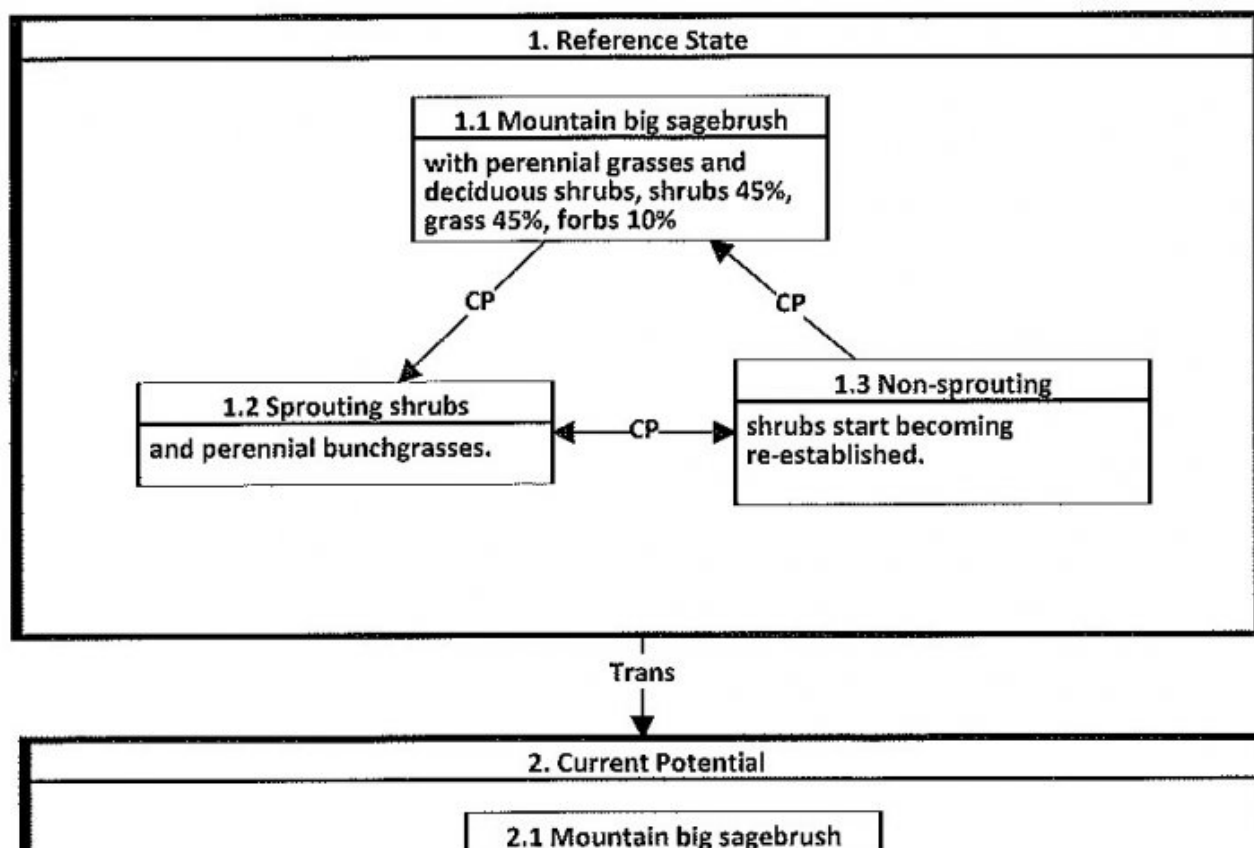 1. Reference State
1.1 Mountain big sagebrush
with perennial grasses and
deciduous shrubs, shrubs 45%,
grass 45%, forbs 10%
CP
CP
1.2 Sprouting shrubs
and perennial bunchgrasses.
CP
1.3 Non-sprouting
shrubs start becoming
re-established.
Trans
2. Current Potential
2.1 Mountain big sagebrush